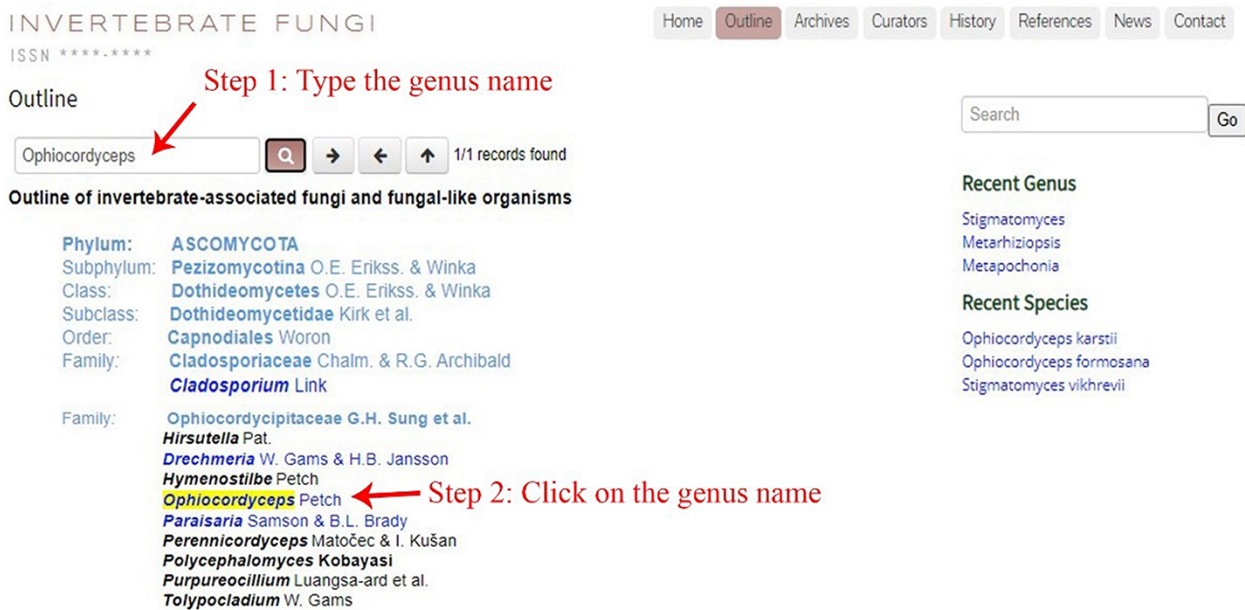 INVERTEBRATE FUNGI
Home Outline Archives Curators History References News Contact
ISSN ****-****
Step 1: Type the genus name
Outline
Search Go
Ophiocordyceps 1/1 records found
Outline of invertebrate-associated fungi and fungal-like organisms
Recent Genus
Stigmatomyces
Metarhiziopsis
Metapochonia
Recent Species
Ophiocordyceps karstii
Ophiocordyceps formosana
Stigmatomyces vikhrevii
Phylum: ASCOMYCOTA
Subphylum: Pezizomycotina O.E. Erikss. & Winka
Class: Dothideomycetes O.E. Erikss. & Winka
Subclass: Dothideomycetidae Kirk et al.
Order: Capnodiales Woron
Family: Cladosporiaceae Chalm. & R.G. Archibald
Cladosporium Link
Family: Ophiocordycipitaceae G.H. Sung et al.
Hirsutella Pat.
Drechmeria W. Gams & H.B. Jansson
Hymenostilbe Petch
Ophiocordyceps Petch
Step 2: Click on the genus name
Paraisaria Samson & B.L. Brady
Perennicordyceps Matočec & I. Kušan
Polycephalomyces Kobayasi
Purpureocillium Luangsa-ard et al.
Tolypocladium W. Gams